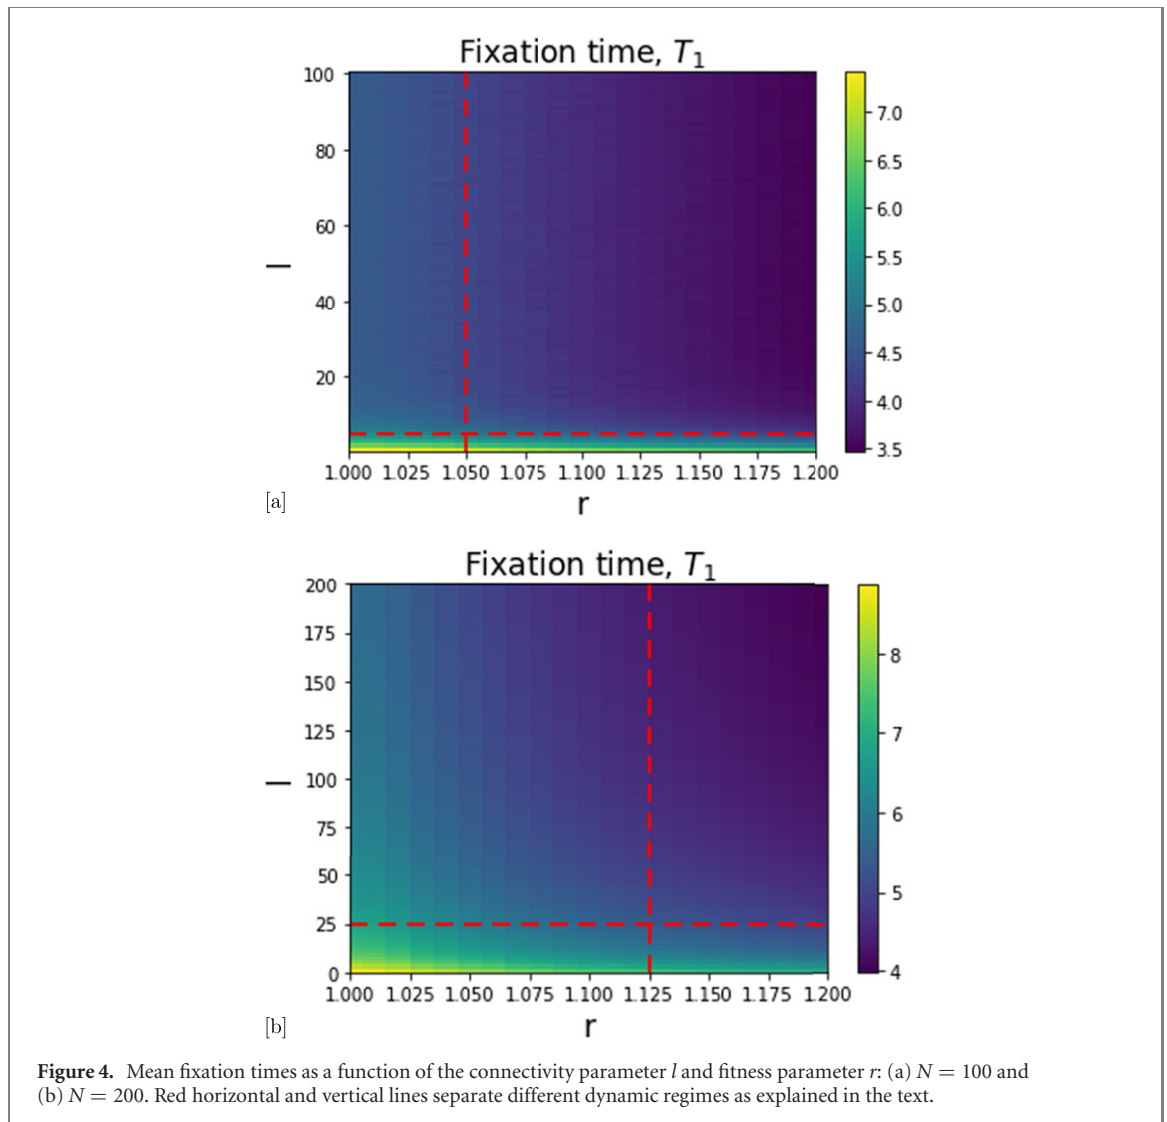 Fixation time, T1
100
80
60
40
20
l
1.000 1.025 1.050 1.075 1.100 1.125 1.150 1.175 1.200
r
7.0
6.5
6.0
5.5
5.0
4.5
4.0
3.5
[a]
Fixation time, T1
200
175
150
125
100
75
50
25
0
l
1.000 1.025 1.050 1.075 1.100 1.125 1.150 1.175 1.200
r
8
7
6
5
4
[b]
Figure 4. Mean fixation times as a function of the connectivity parameter l and fitness parameter r: (a) N = 100 and
(b) N = 200. Red horizontal and vertical lines separate different dynamic regimes as explained in the text.